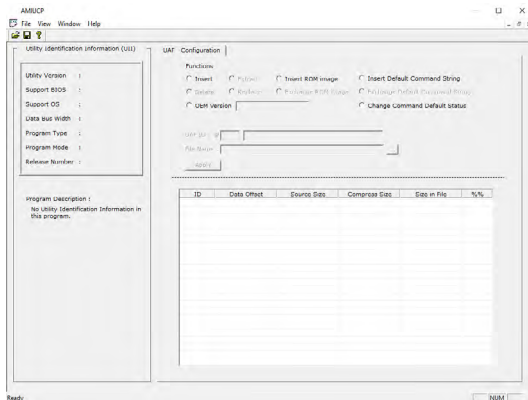 AMIUCP
File View Window Help
Utility Identification Information (UII)
Utility Version :
Support BIOS :
Support OS :
Data Bus Width :
Program Type :
Program Mode :
Release Number :
Program Description :
No Utility Identification Information in
this program.
UAF Configuration
Functions
Insert Extract Insert ROM image Insert Default Command String
Delete Replace Exchange ROM Image Exchange Default Command String
OEM Version Change Command Default Status
File Name
Apply
ID Data Offset Source Size Compress Size Size in File %%
Ready NUM